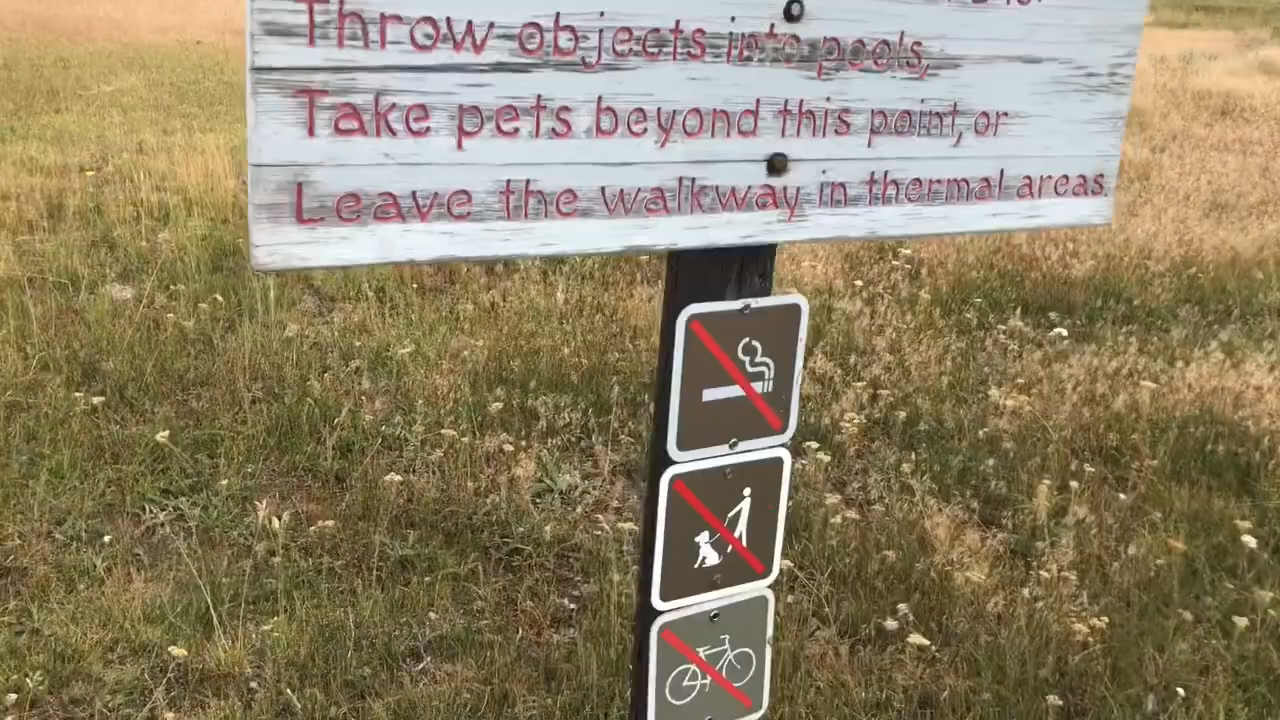 Throw objects into pools,
Take pets beyond this point, or
Leave the walkway in thermal areas.